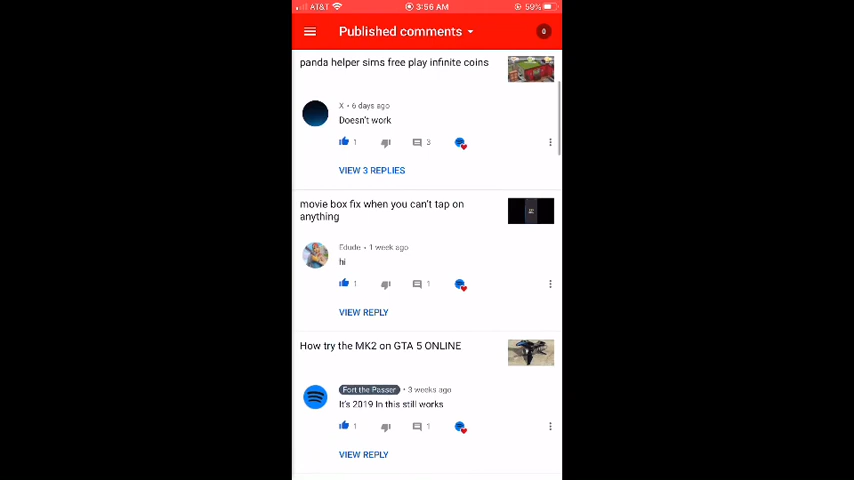 AT&T 3:56 AM 59%
Published comments 0
panda helper sims free play infinite coins
X • 6 days ago
Doesn't work
1 3
VIEW 3 REPLIES
movie box fix when you can't tap on
anything
Edude • 1 week ago
hi
1 1
VIEW REPLY
How try the MK2 on GTA 5 ONLINE
Fort the Passer • 3 weeks ago
It's 2019 In this still works
1 1
VIEW REPLY